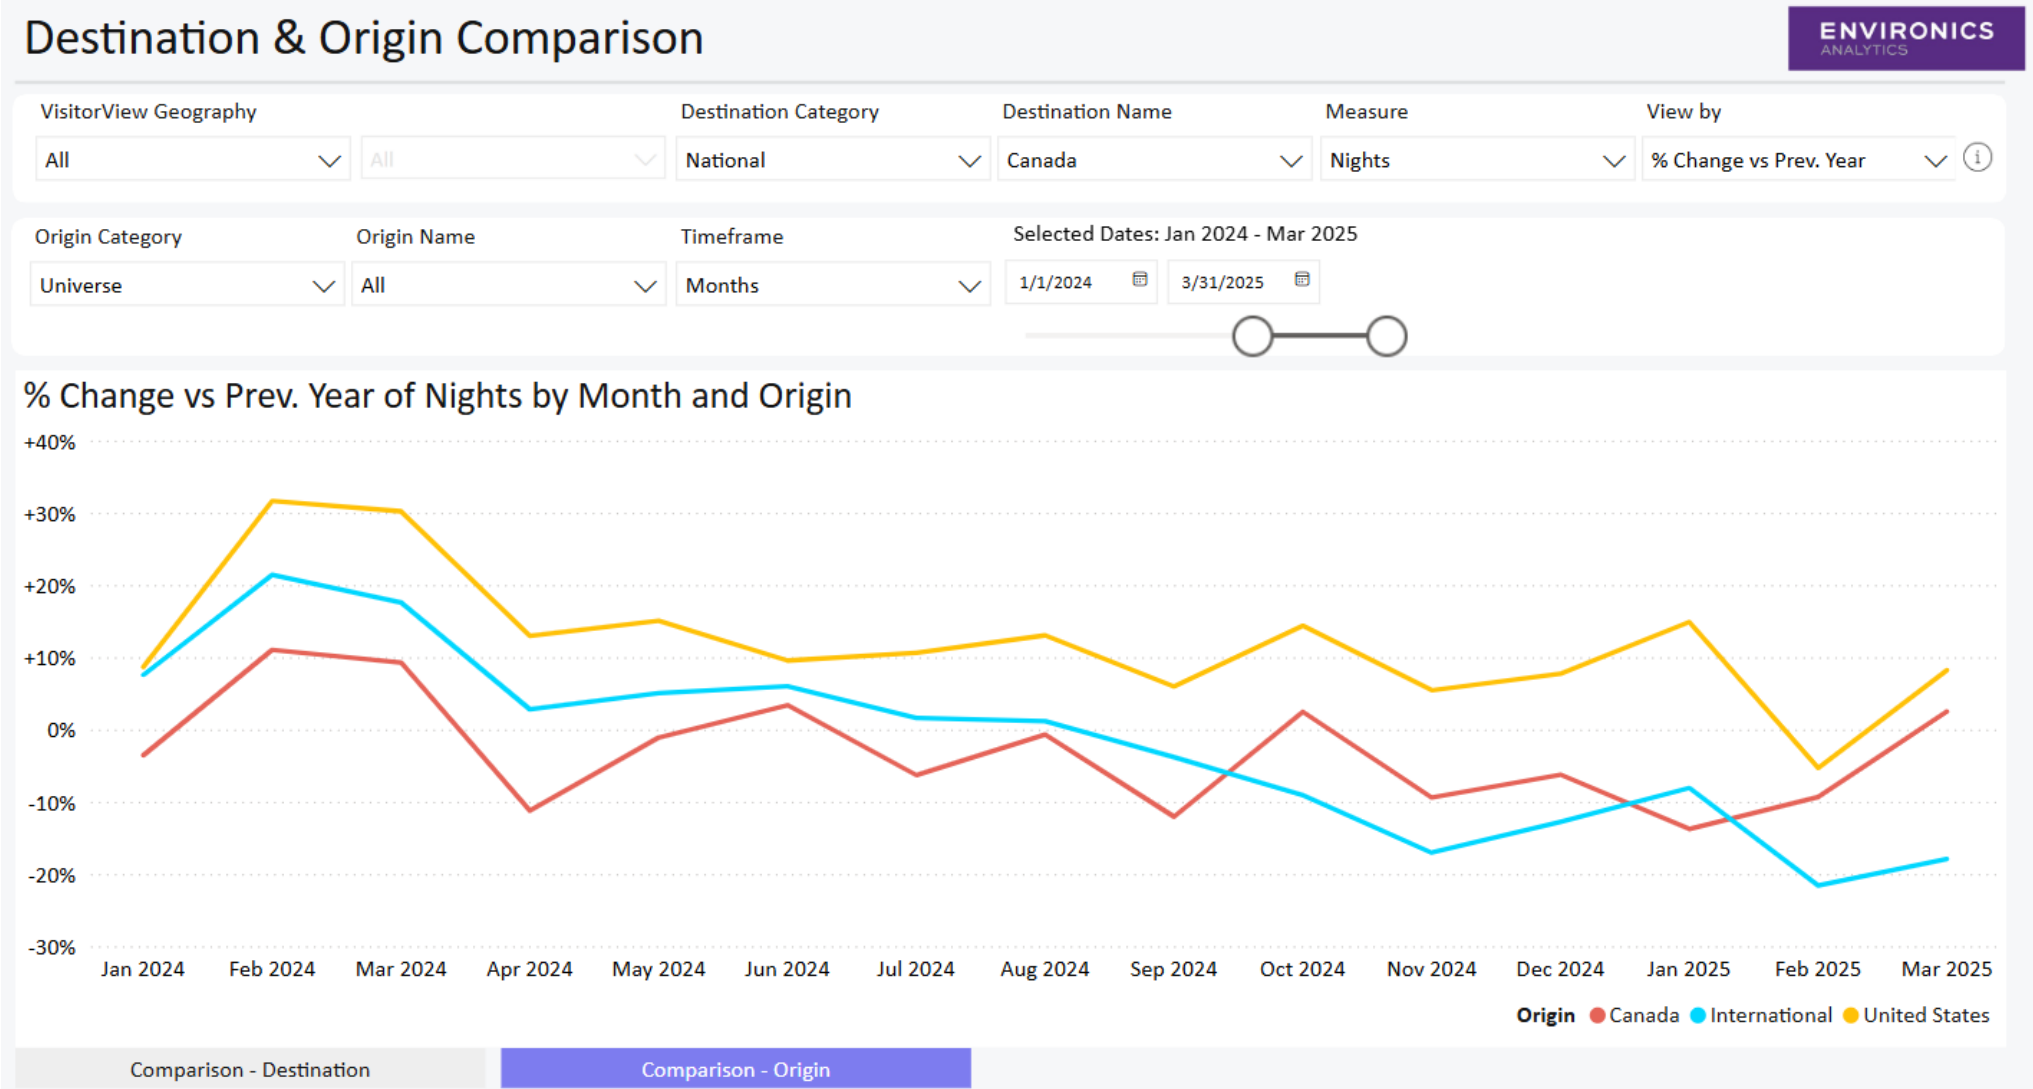 Destination & Origin Comparison
ENVIRONICS
ANALYTICS
VisitorView Geography
Destination Category
Destination Name
Measure
View by
All
All
National
Canada
Nights
% Change vs Prev. Year
Origin Category
Origin Name
Timeframe
Selected Dates: Jan 2024 - Mar 2025
Universe
All
Months
1/1/2024
3/31/2025
% Change vs Prev. Year of Nights by Month and Origin
+40%
+30%
+20%
+10%
0%
-10%
-20%
-30%
Jan 2024
Feb 2024
Mar 2024
Apr 2024
May 2024
Jun 2024
Jul 2024
Aug 2024
Sep 2024
Oct 2024
Nov 2024
Dec 2024
Jan 2025
Feb 2025
Mar 2025
Origin Canada International United States
Comparison - Destination
Comparison - Origin